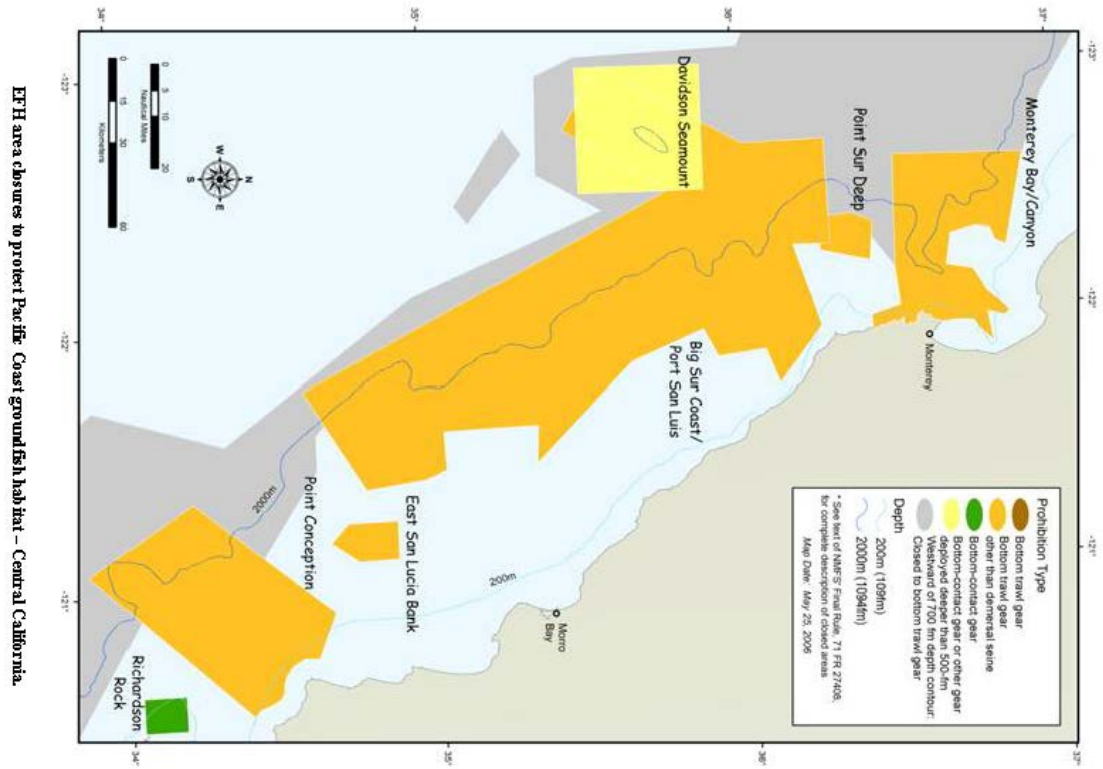 EFH area closures to protect Pacific Coast groundfish habitat – Central California.
-123°
-122°
-121°
37°
36°
35°
34°
Monterey Bay/Canyon
Monterey
Point Sur Deep
Davidson Seamount
Big Sur Coast/
Port San Luis
East San Lucia Bank
Point Conception
Richardson
Rock
Morro
Bay
200m
2000m
Prohibition Type
Bottom trawl gear
Bottom trawl gear
other than demersal seine
Bottom-contact gear
Bottom-contact gear or other gear
deployed deeper than 500-fm
Westward of 700 fm depth contour:
Closed to bottom trawl gear
Depth
200m (109fm)
2000m (1094fm)
* See text of NMFS' Final Rule, 71 FR 27408,
for complete description of closed areas
Map Date: May 25, 2006
0 5 10 20
Nautical Miles
0 15 30 60
Kilometers
N
W
E
S
-123°
-122°
-121°
37°
36°
35°
34°